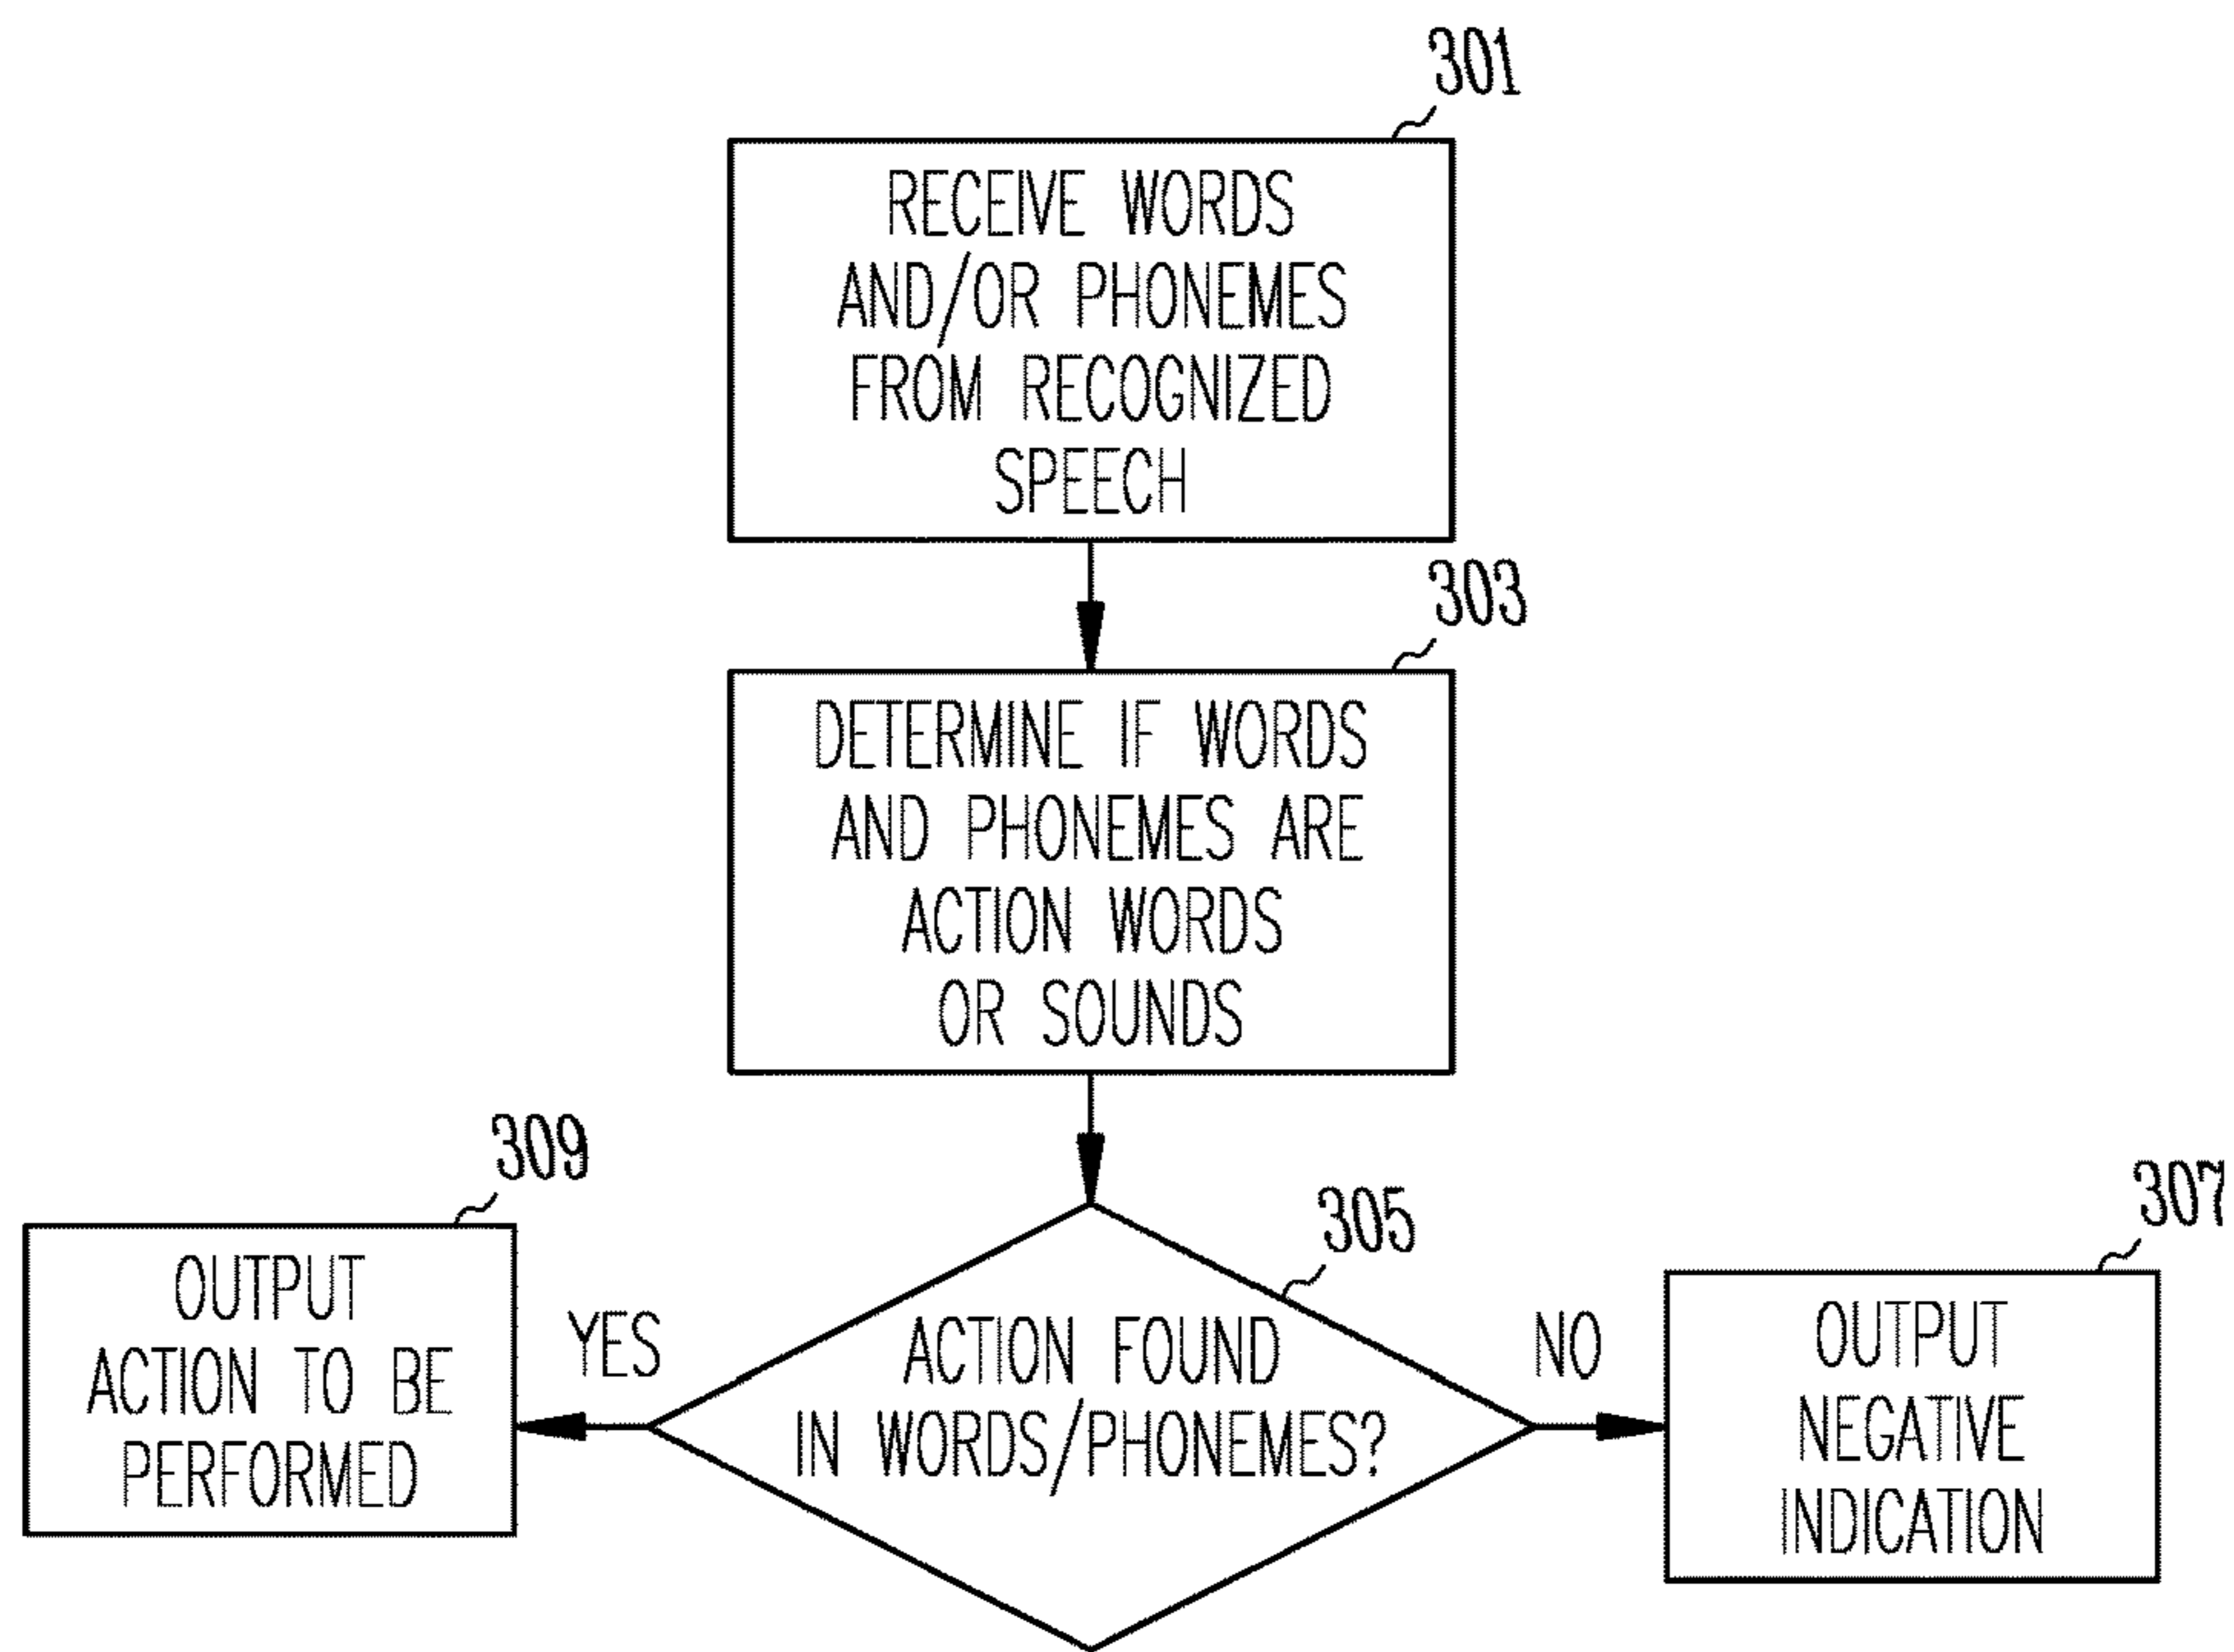 301
RECEIVE WORDS
AND/OR PHONEMES
FROM RECOGNIZED
SPEECH
303
DETERMINE IF WORDS
AND PHONEMES ARE
ACTION WORDS
OR SOUNDS
309
OUTPUT
ACTION TO BE
PERFORMED
YES
305
ACTION FOUND
IN WORDS/PHONEMES?
NO
307
OUTPUT
NEGATIVE
INDICATION